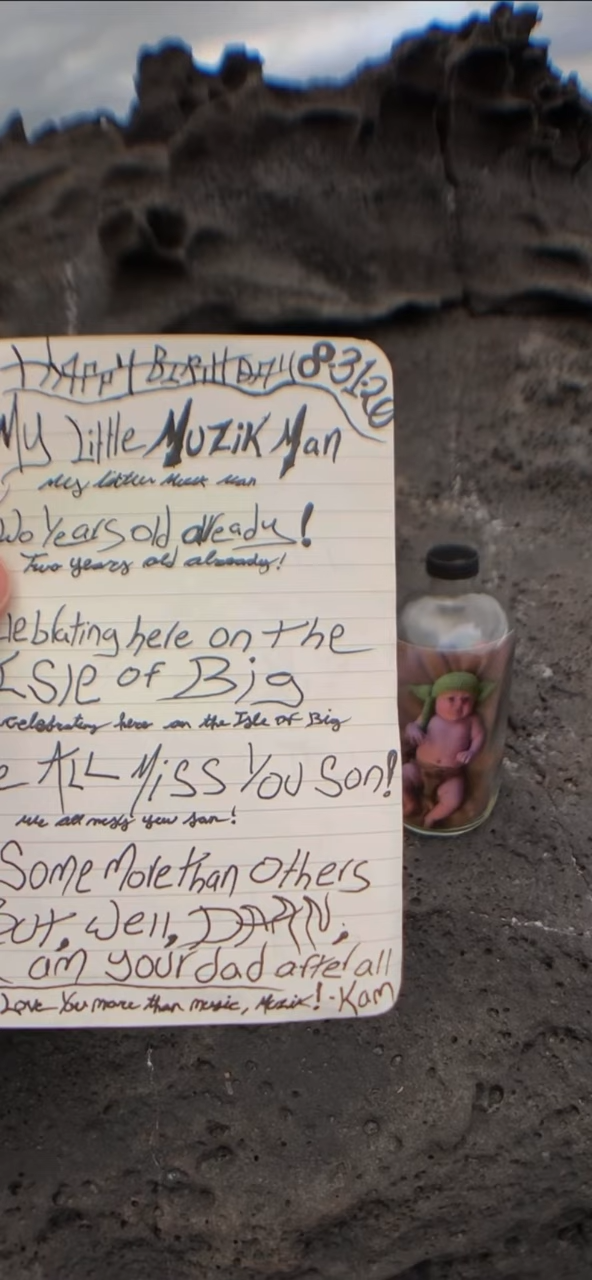 HAPPY BIRTHDAY! 8-31-20
My Little MUZiK Man
My little Muzik man
wo Years old already!
Two years old already!
leblating here on the
Isle of Big
Celebrating here on the Isle of Big
e ALL MiSS YOU SON!
we all miss you son!
Some More than Others
But, well, DARN,
I am your dad after all
Love You more than music, Muzik! -Kam